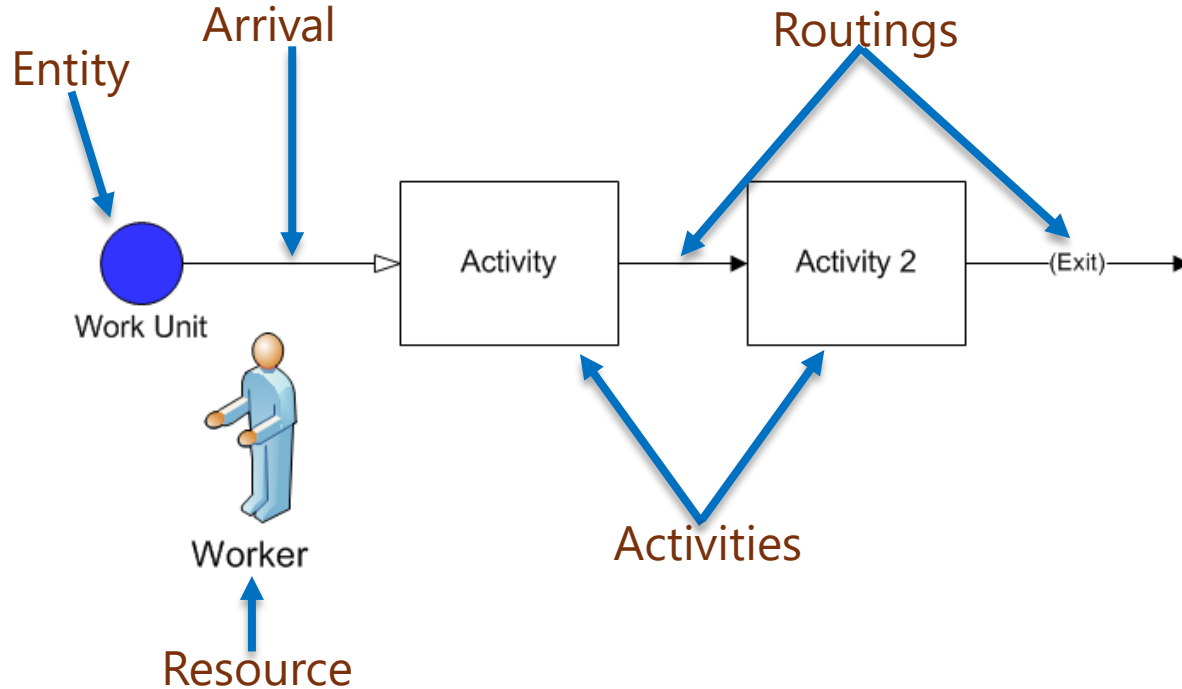 Arrival
Routings
Entity
Activity
Activity 2
(Exit)
Work Unit
Worker
Activities
Resource